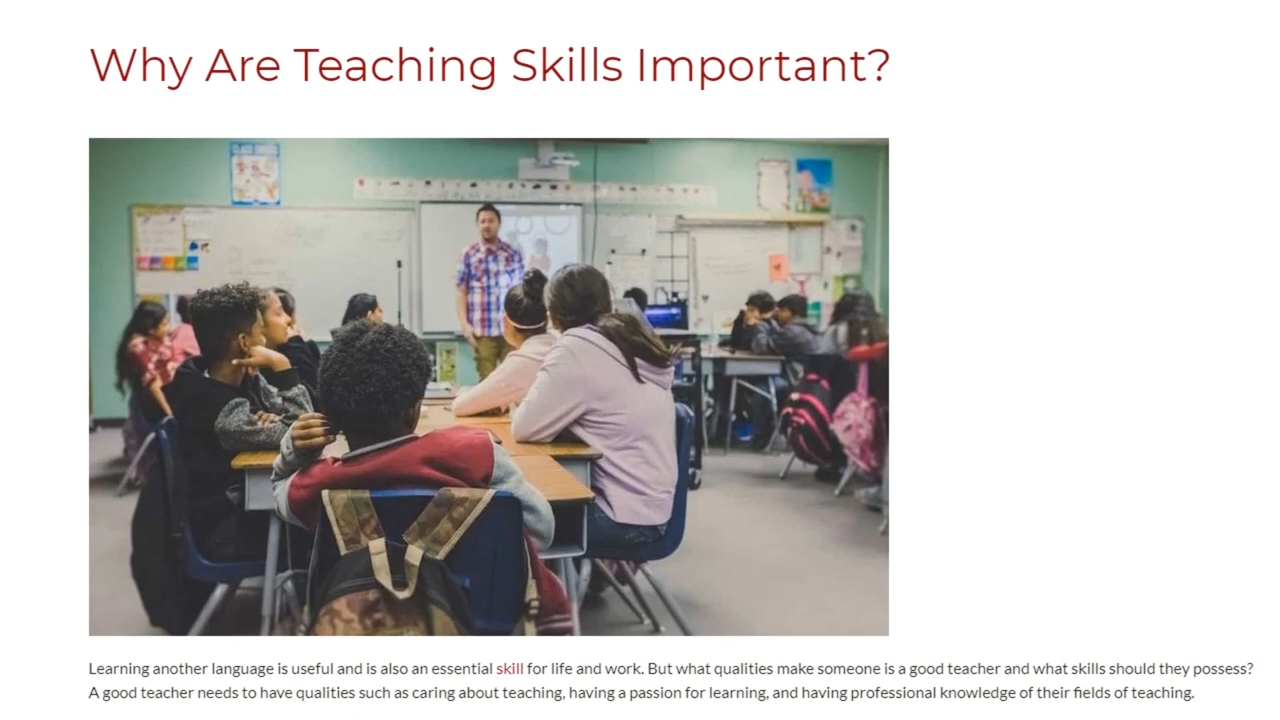 Why Are Teaching Skills Important?
Learning another language is useful and is also an essential skill for life and work. But what qualities make someone is a good teacher and what skills should they possess?
A good teacher needs to have qualities such as caring about teaching, having a passion for learning, and having professional knowledge of their fields of teaching.